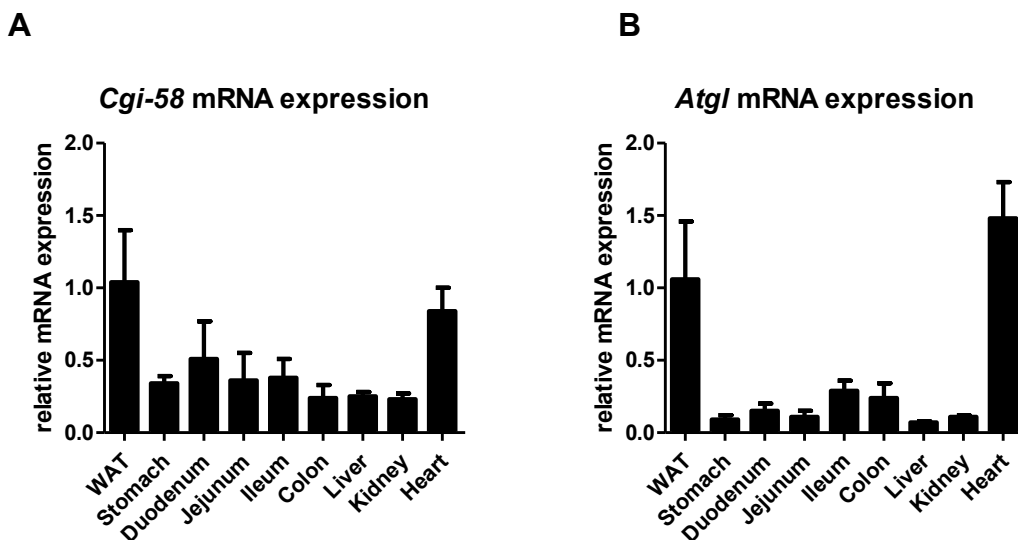 A
Cgi-58 mRNA expression
relative mRNA expression
2.0
1.5
1.0
0.5
0.0
WAT
Stomach
Duodenum
Jejunum
Ileum
Colon
Liver
Kidney
Heart
B
Atgl mRNA expression
relative mRNA expression
2.0
1.5
1.0
0.5
0.0
WAT
Stomach
Duodenum
Jejunum
Ileum
Colon
Liver
Kidney
Heart